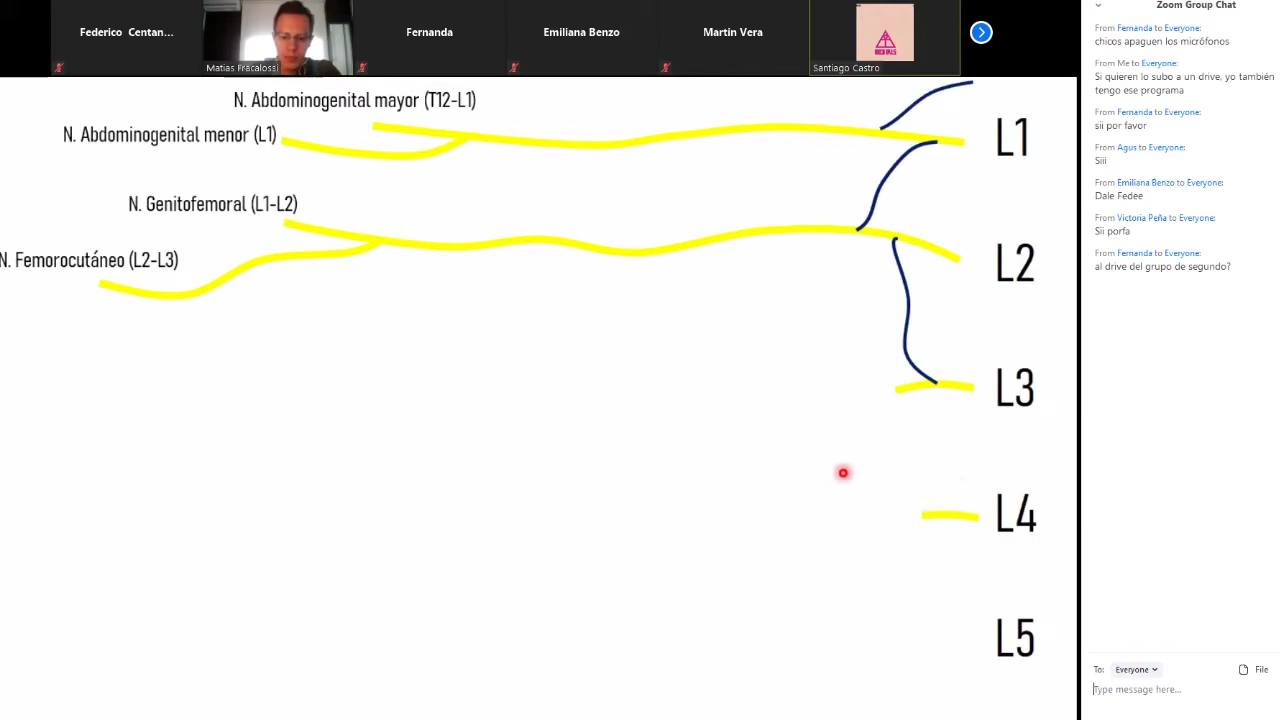 Federico Centan...
Matías Fracalossi
Fernanda
Emiliana Benzo
Martin Vera
Santiago Castro
N. Abdominogenital mayor (T12-L1)
N. Abdominogenital menor (L1)
N. Genitofemoral (L1-L2)
N. Femorocutáneo (L2-L3)
L1
L2
L3
L4
L5
Zoom Group Chat
From Fernanda to Everyone:
chicos apaguen los micrófonos
From Me to Everyone:
Si quieren lo subo a un drive, yo también
tengo ese programa
From Fernanda to Everyone:
sii por favor
From Agus to Everyone:
Siii
From Emiliana Benzo to Everyone:
Dale Fedee
From Victoria Peña to Everyone:
Sii porfa
From Fernanda to Everyone:
al drive del grupo de segundo?
To: Everyone
File
Type message here...